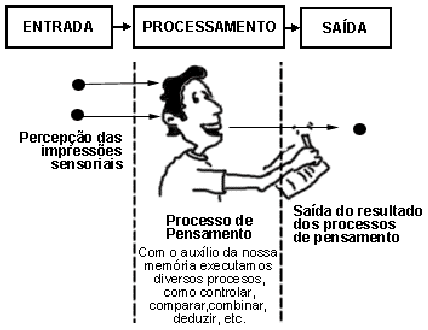 ENTRADA
PROCESSAMENTO
SAÍDA
Percepção das
impressões
sensoriais
Processo de
Pensamento
Com o auxílio da nossa
memória executamos
diversos procesos,
como controlar,
comparar,combinar,
deduzir, etc.
Saída do resultado
dos processos
de pensamento